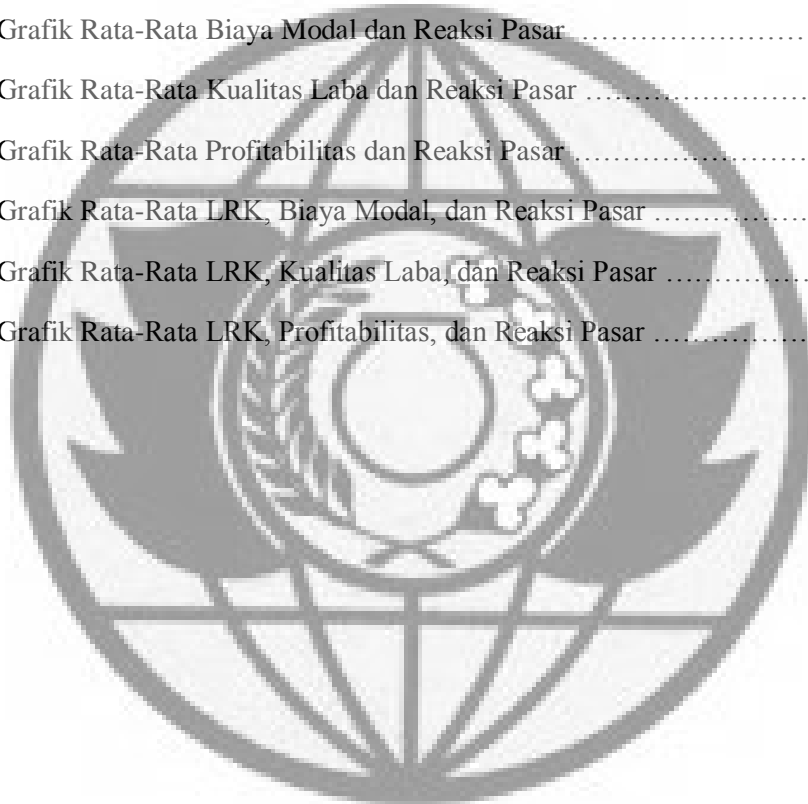 Grafik Rata-Rata Biaya Modal dan Reaksi Pasar ……………………
Grafik Rata-Rata Kualitas Laba dan Reaksi Pasar ……………………
Grafik Rata-Rata Profitabilitas dan Reaksi Pasar ……………………
Grafik Rata-Rata LRK, Biaya Modal, dan Reaksi Pasar ……………
Grafik Rata-Rata LRK, Kualitas Laba, dan Reaksi Pasar ……………
Grafik Rata-Rata LRK, Profitabilitas, dan Reaksi Pasar ……………